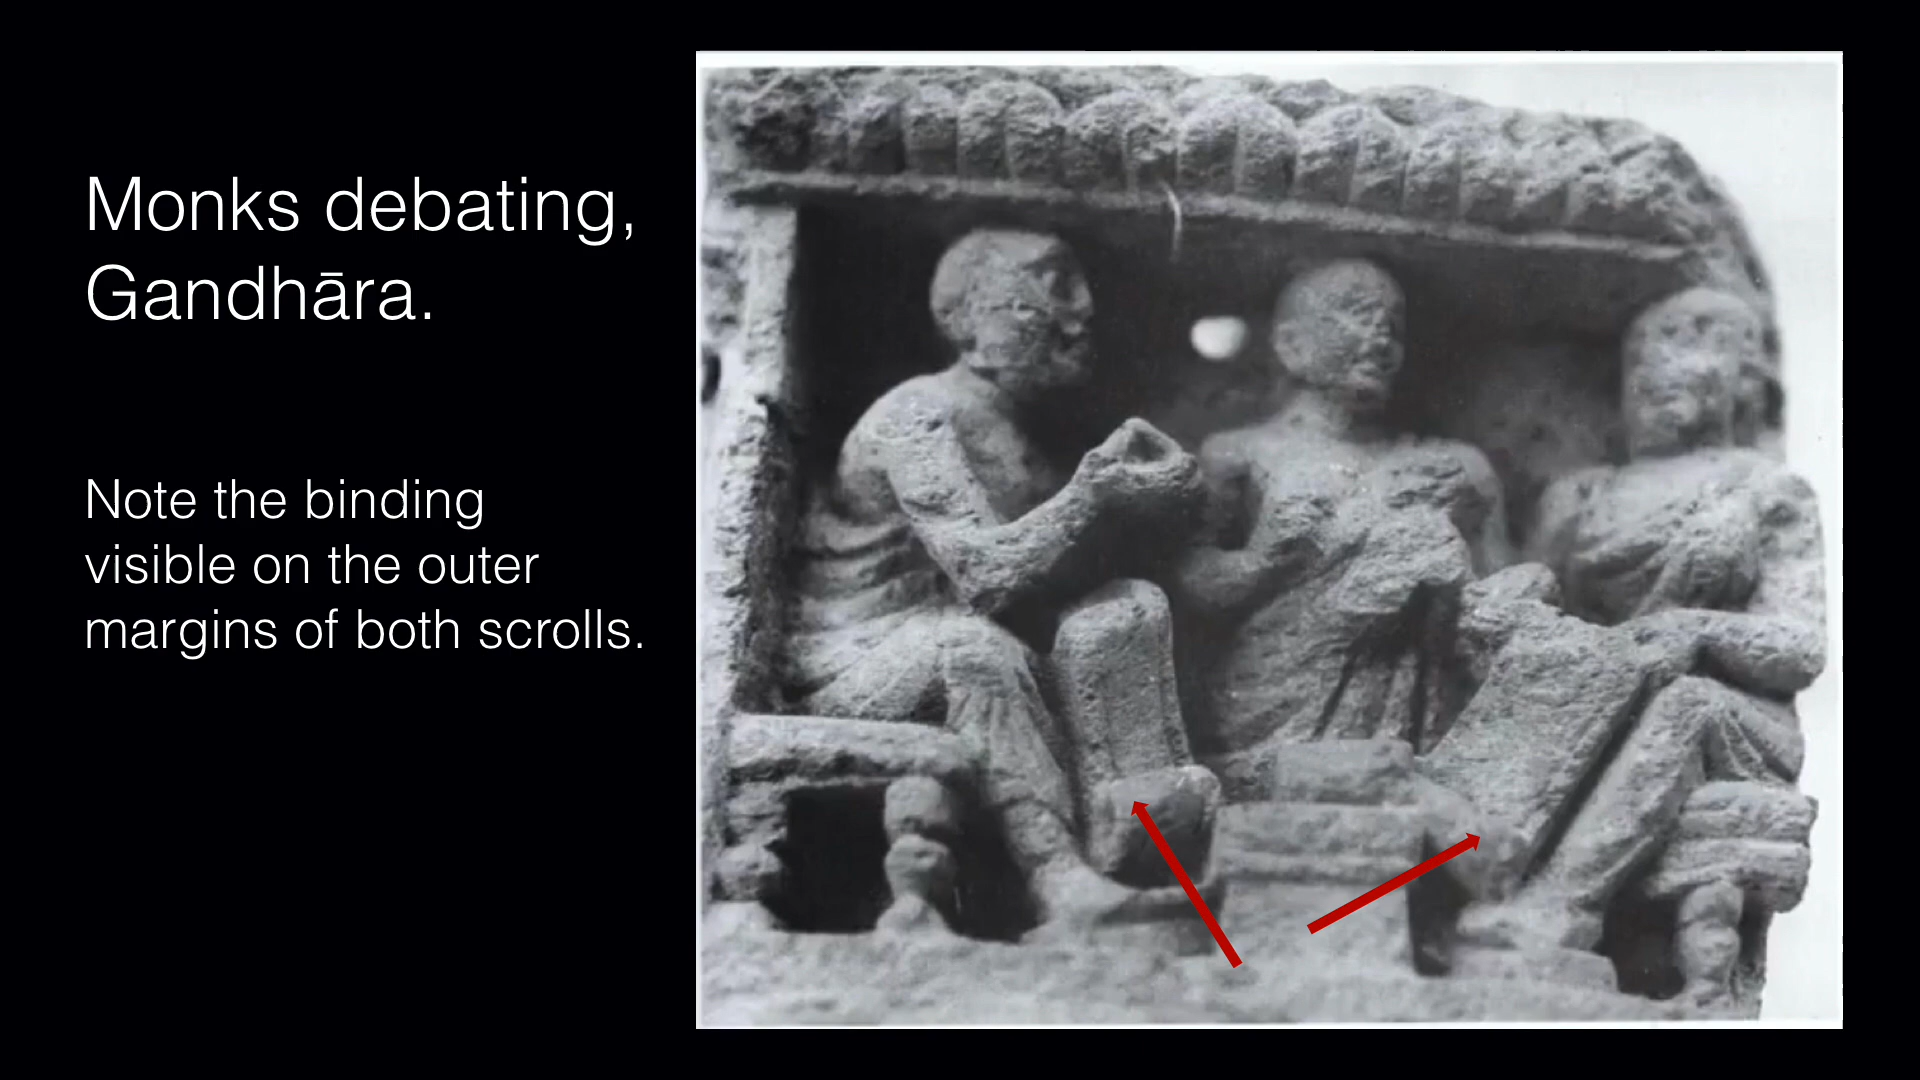 Monks debating,
Gandhāra.
Note the binding
visible on the outer
margins of both scrolls.